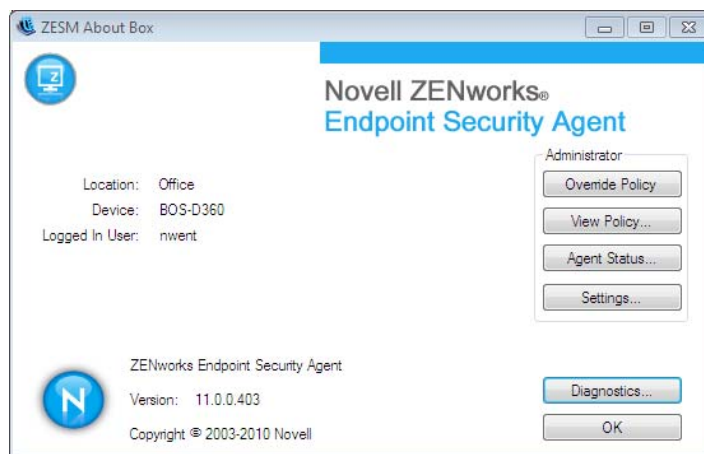 ZESM About Box
Novell ZENworks®
Endpoint Security Agent
Administrator
Location: Office
Override Policy
Device: BOS-D360
View Policy...
Logged In User: nwent
Agent Status...
Settings...
ZENworks Endpoint Security Agent
Version: 11.0.0.403
Diagnostics...
Copyright © 2003-2010 Novell
OK